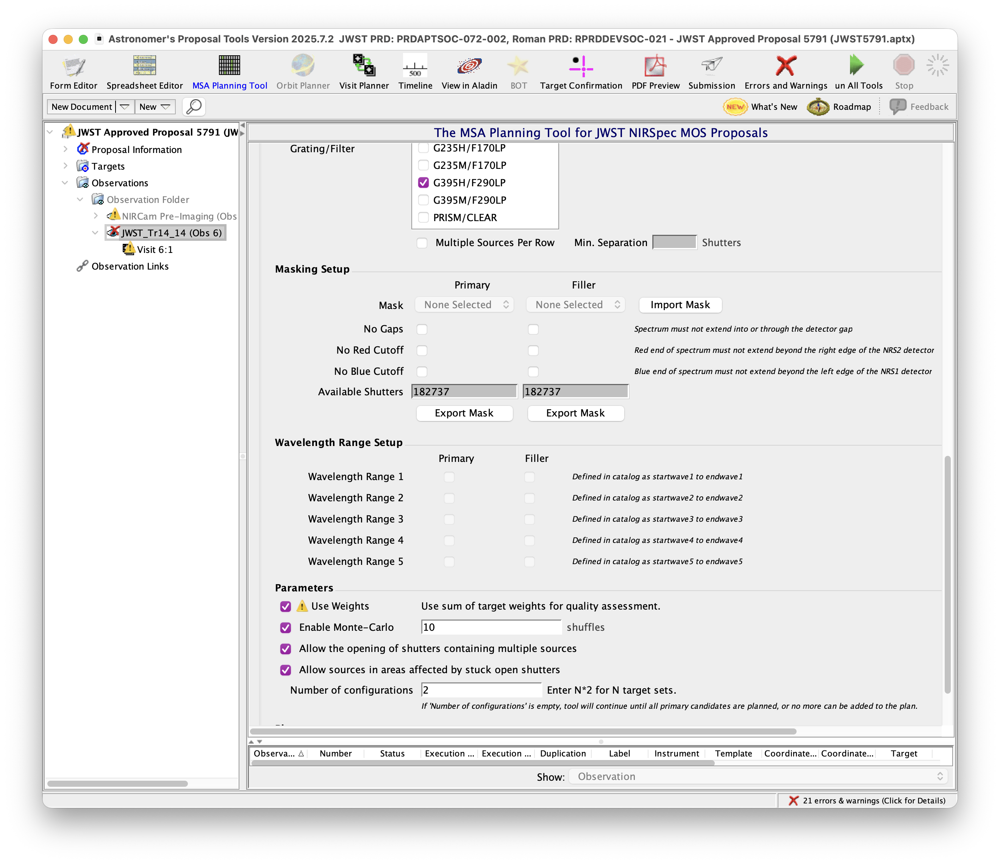 Astronomer's Proposal Tools Version 2025.7.2  JWST PRD: PRDAPTSOC-072-002, Roman PRD: RPRDDEVSOC-021 - JWST Approved Proposal 5791 (JWST5791.aptx)
Form Editor Spreadsheet Editor MSA Planning Tool Orbit Planner Visit Planner 500 Timeline View in Aladin BOT Target Confirmation PDF Preview Submission Errors and Warnings un All Tools Stop
New Document New NEW What's New Roadmap Feedback
JWST Approved Proposal 5791 (JW
Proposal Information
Targets
Observations
Observation Folder
NIRCam Pre-Imaging (Obs
JWST_Tr14_14 (Obs 6)
Visit 6:1
Observation Links
The MSA Planning Tool for JWST NIRSpec MOS Proposals
Grating/Filter G235H/F170LP
G235M/F170LP
G395H/F290LP
G395M/F290LP
PRISM/CLEAR
Multiple Sources Per Row Min. Separation Shutters
Masking Setup
Primary Filler
Mask None Selected None Selected Import Mask
No Gaps Spectrum must not extend into or through the detector gap
No Red Cutoff Red end of spectrum must not extend beyond the right edge of the NRS2 detector
No Blue Cutoff Blue end of spectrum must not extend beyond the left edge of the NRS1 detector
Available Shutters 182737 182737
Export Mask Export Mask
Wavelength Range Setup
Primary Filler
Wavelength Range 1 Defined in catalog as startwave1 to endwave1
Wavelength Range 2 Defined in catalog as startwave2 to endwave2
Wavelength Range 3 Defined in catalog as startwave3 to endwave3
Wavelength Range 4 Defined in catalog as startwave4 to endwave4
Wavelength Range 5 Defined in catalog as startwave5 to endwave5
Parameters
Use Weights Use sum of target weights for quality assessment.
Enable Monte-Carlo 10 shuffles
Allow the opening of shutters containing multiple sources
Allow sources in areas affected by stuck open shutters
Number of configurations 2 Enter N*2 for N target sets.
If 'Number of configurations' is empty, tool will continue until all primary candidates are planned, or no more can be added to the plan.
Observa... Number Status Execution ... Execution ... Duplication Label Instrument Template Coordinate... Coordinate... Target
Show: Observation
21 errors & warnings (Click for Details)